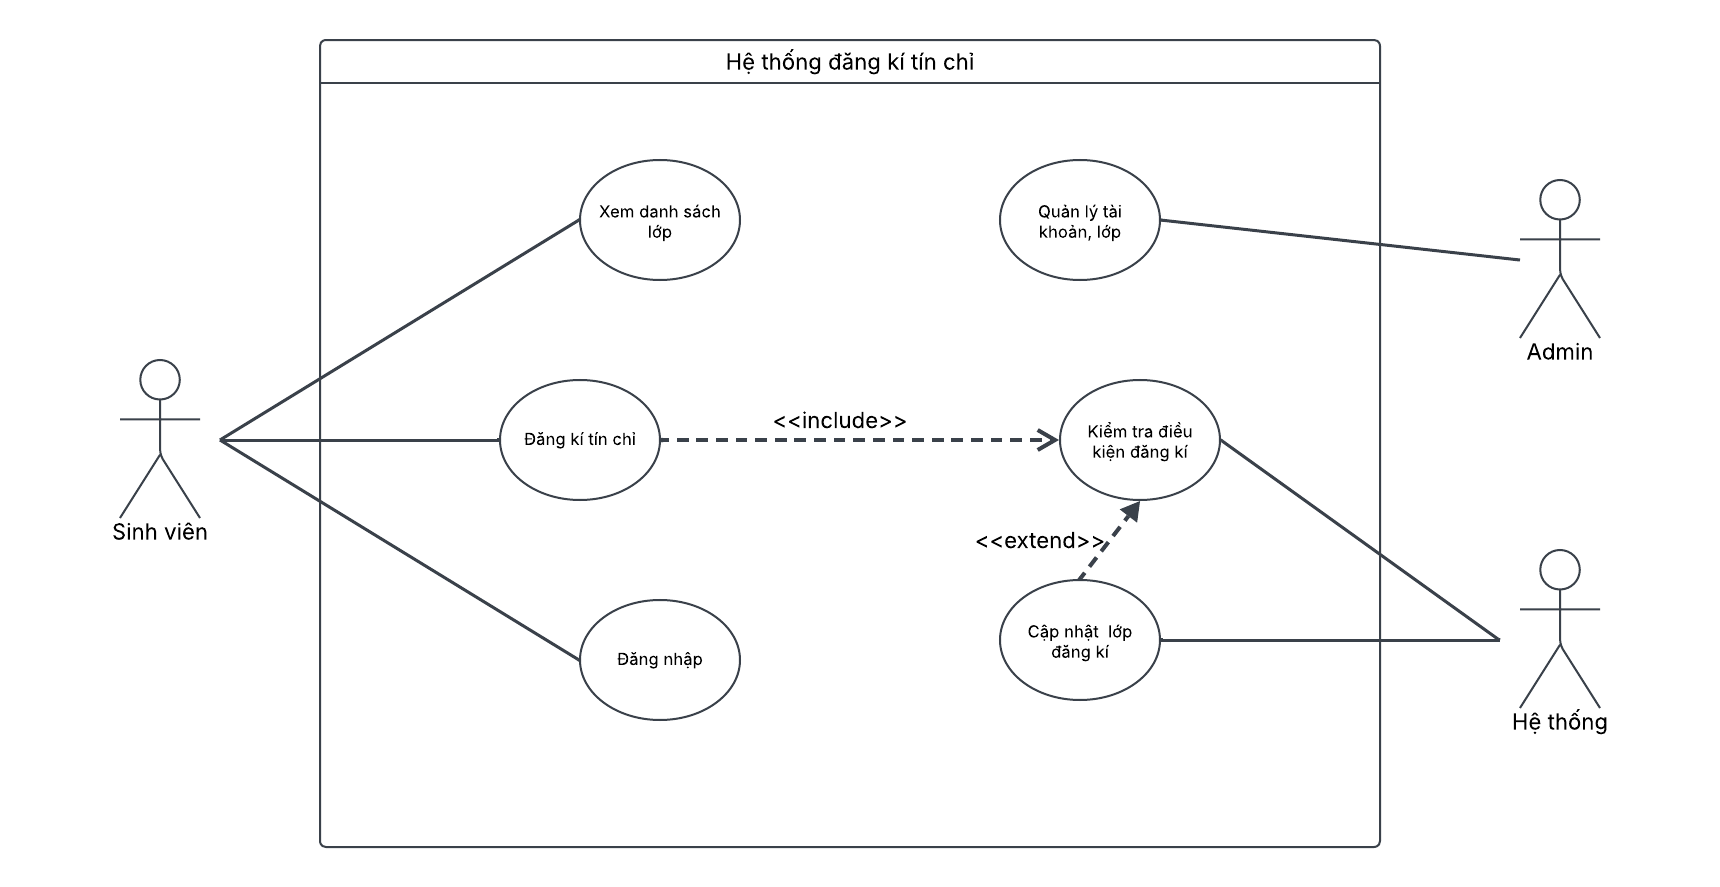 Hệ thống đăng kí tín chỉ
Xem danh sách
lớp
Quản lý tài
khoản, lớp
Admin
Đăng kí tín chỉ
<<include>>
Kiểm tra điều
kiện đăng kí
Sinh viên
<<extend>>
Cập nhật  lớp
đăng kí
Đăng nhập
Hệ thống